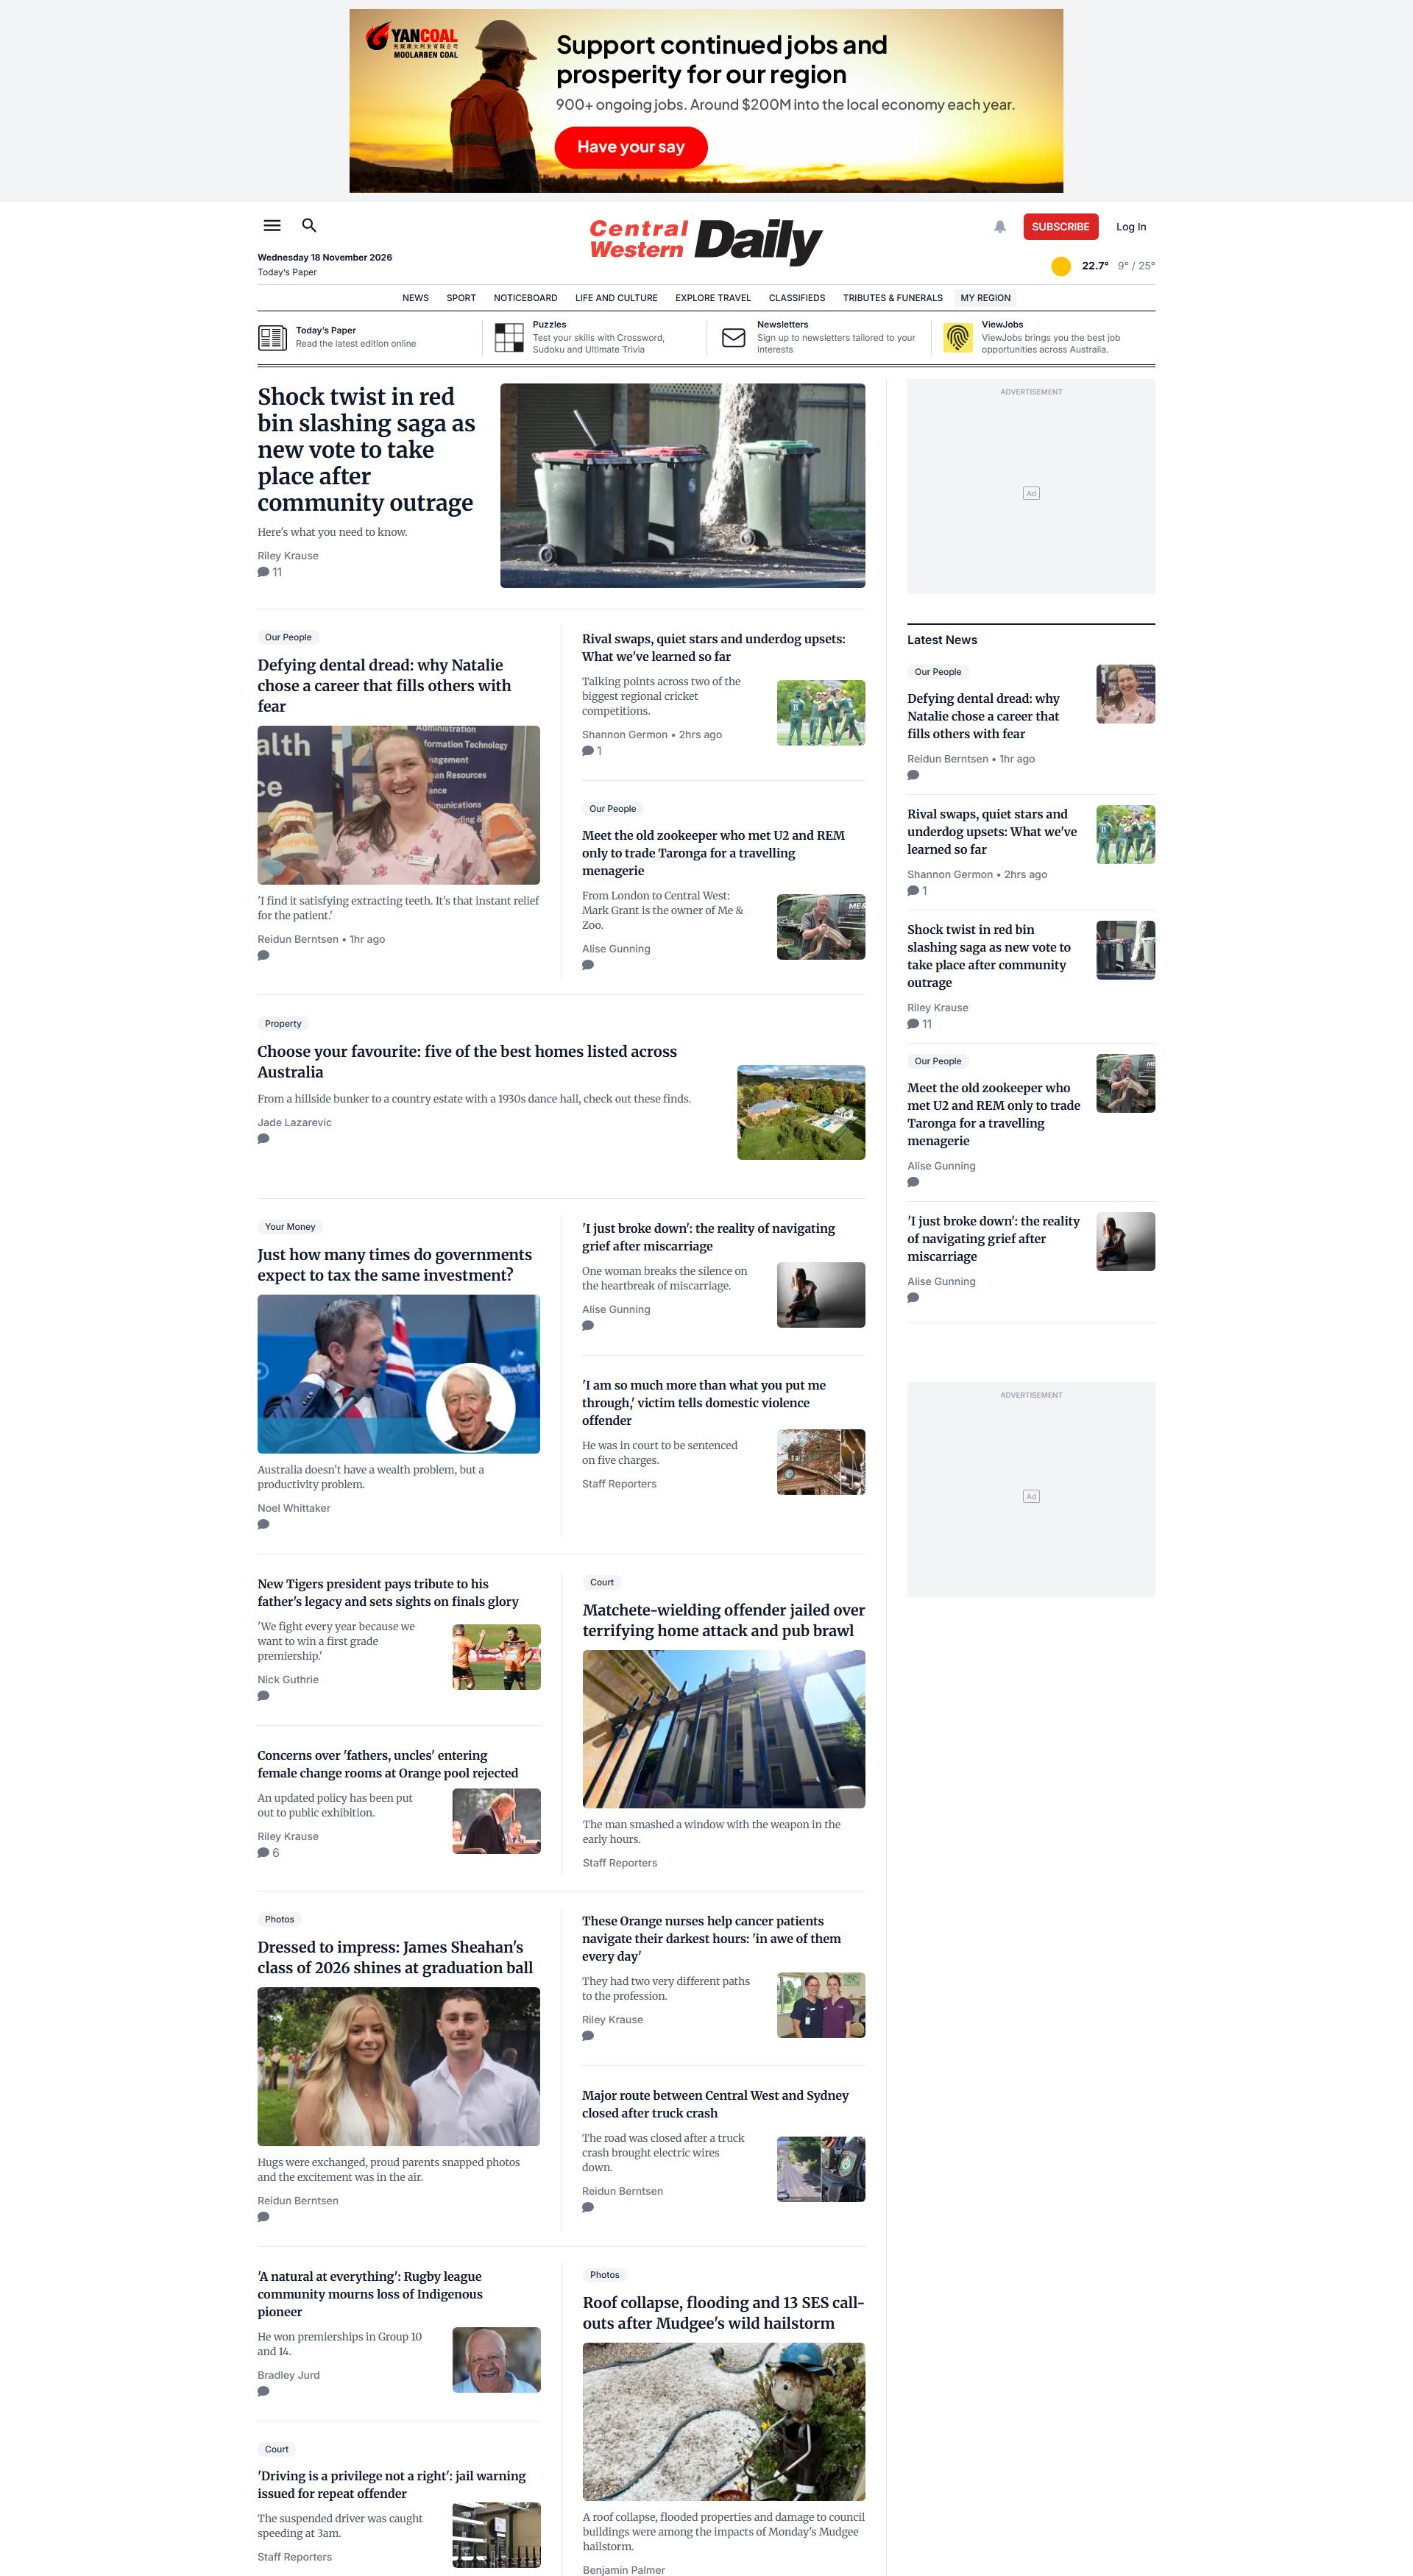 YANCOAL
MOOLARBEN COAL
Support continued jobs and
prosperity for our region
900+ ongoing jobs. Around $200M into the local economy each year.
Have your say
Central
Western Daily
SUBSCRIBE
Log In
Wednesday 18 November 2026
Today's Paper
22.7° 9° / 25°
NEWS SPORT NOTICEBOARD LIFE AND CULTURE EXPLORE TRAVEL CLASSIFIEDS TRIBUTES & FUNERALS MY REGION
Today's Paper
Read the latest edition online
Puzzles
Test your skills with Crossword,
Sudoku and Ultimate Trivia
Newsletters
Sign up to newsletters tailored to your
interests
ViewJobs
ViewJobs brings you the best job
opportunities across Australia.
Shock twist in red
bin slashing saga as
new vote to take
place after
community outrage
Here's what you need to know.
Riley Krause
11
Our People
Defying dental dread: why Natalie
chose a career that fills others with
fear
'I find it satisfying extracting teeth. It's that instant relief
for the patient.'
Reidun Berntsen • 1hr ago
Rival swaps, quiet stars and underdog upsets:
What we've learned so far
Talking points across two of the
biggest regional cricket
competitions.
Shannon Germon • 2hrs ago
1
Our People
Meet the old zookeeper who met U2 and REM
only to trade Taronga for a travelling
menagerie
From London to Central West:
Mark Grant is the owner of Me &
Zoo.
Alise Gunning
Property
Choose your favourite: five of the best homes listed across
Australia
From a hillside bunker to a country estate with a 1930s dance hall, check out these finds.
Jade Lazarevic
Your Money
Just how many times do governments
expect to tax the same investment?
Australia doesn't have a wealth problem, but a
productivity problem.
Noel Whittaker
'I just broke down': the reality of navigating
grief after miscarriage
One woman breaks the silence on
the heartbreak of miscarriage.
Alise Gunning
'I am so much more than what you put me
through,' victim tells domestic violence
offender
He was in court to be sentenced
on five charges.
Staff Reporters
New Tigers president pays tribute to his
father's legacy and sets sights on finals glory
'We fight every year because we
want to win a first grade
premiership.'
Nick Guthrie
Concerns over 'fathers, uncles' entering
female change rooms at Orange pool rejected
An updated policy has been put
out to public exhibition.
Riley Krause
6
Court
Matchete-wielding offender jailed over
terrifying home attack and pub brawl
The man smashed a window with the weapon in the
early hours.
Staff Reporters
Photos
Dressed to impress: James Sheahan's
class of 2026 shines at graduation ball
Hugs were exchanged, proud parents snapped photos
and the excitement was in the air.
Reidun Berntsen
These Orange nurses help cancer patients
navigate their darkest hours: 'in awe of them
every day'
They had two very different paths
to the profession.
Riley Krause
Major route between Central West and Sydney
closed after truck crash
The road was closed after a truck
crash brought electric wires
down.
Reidun Berntsen
'A natural at everything': Rugby league
community mourns loss of Indigenous
pioneer
He won premierships in Group 10
and 14.
Bradley Jurd
Court
'Driving is a privilege not a right': jail warning
issued for repeat offender
The suspended driver was caught
speeding at 3am.
Staff Reporters
Photos
Roof collapse, flooding and 13 SES call-
outs after Mudgee's wild hailstorm
A roof collapse, flooded properties and damage to council
buildings were among the impacts of Monday's Mudgee
hailstorm.
Benjamin Palmer
ADVERTISEMENT
Ad
Latest News
Our People
Defying dental dread: why
Natalie chose a career that
fills others with fear
Reidun Berntsen • 1hr ago
Rival swaps, quiet stars and
underdog upsets: What we've
learned so far
Shannon Germon • 2hrs ago
1
Shock twist in red bin
slashing saga as new vote to
take place after community
outrage
Riley Krause
11
Our People
Meet the old zookeeper who
met U2 and REM only to trade
Taronga for a travelling
menagerie
Alise Gunning
'I just broke down': the reality
of navigating grief after
miscarriage
Alise Gunning
ADVERTISEMENT
Ad